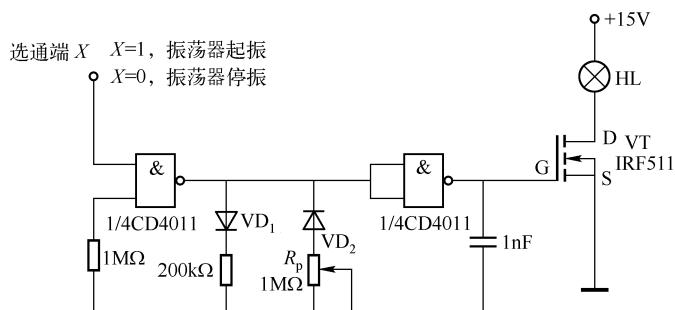 +15V
选通端 X X=1，振荡器起振
X=0，振荡器停振
HL
&
&
D VT
G
IRF511
S
1/4CD4011
1/4CD4011
VD₁
VD₂
1MΩ
200kΩ
Rp
1MΩ
1nF